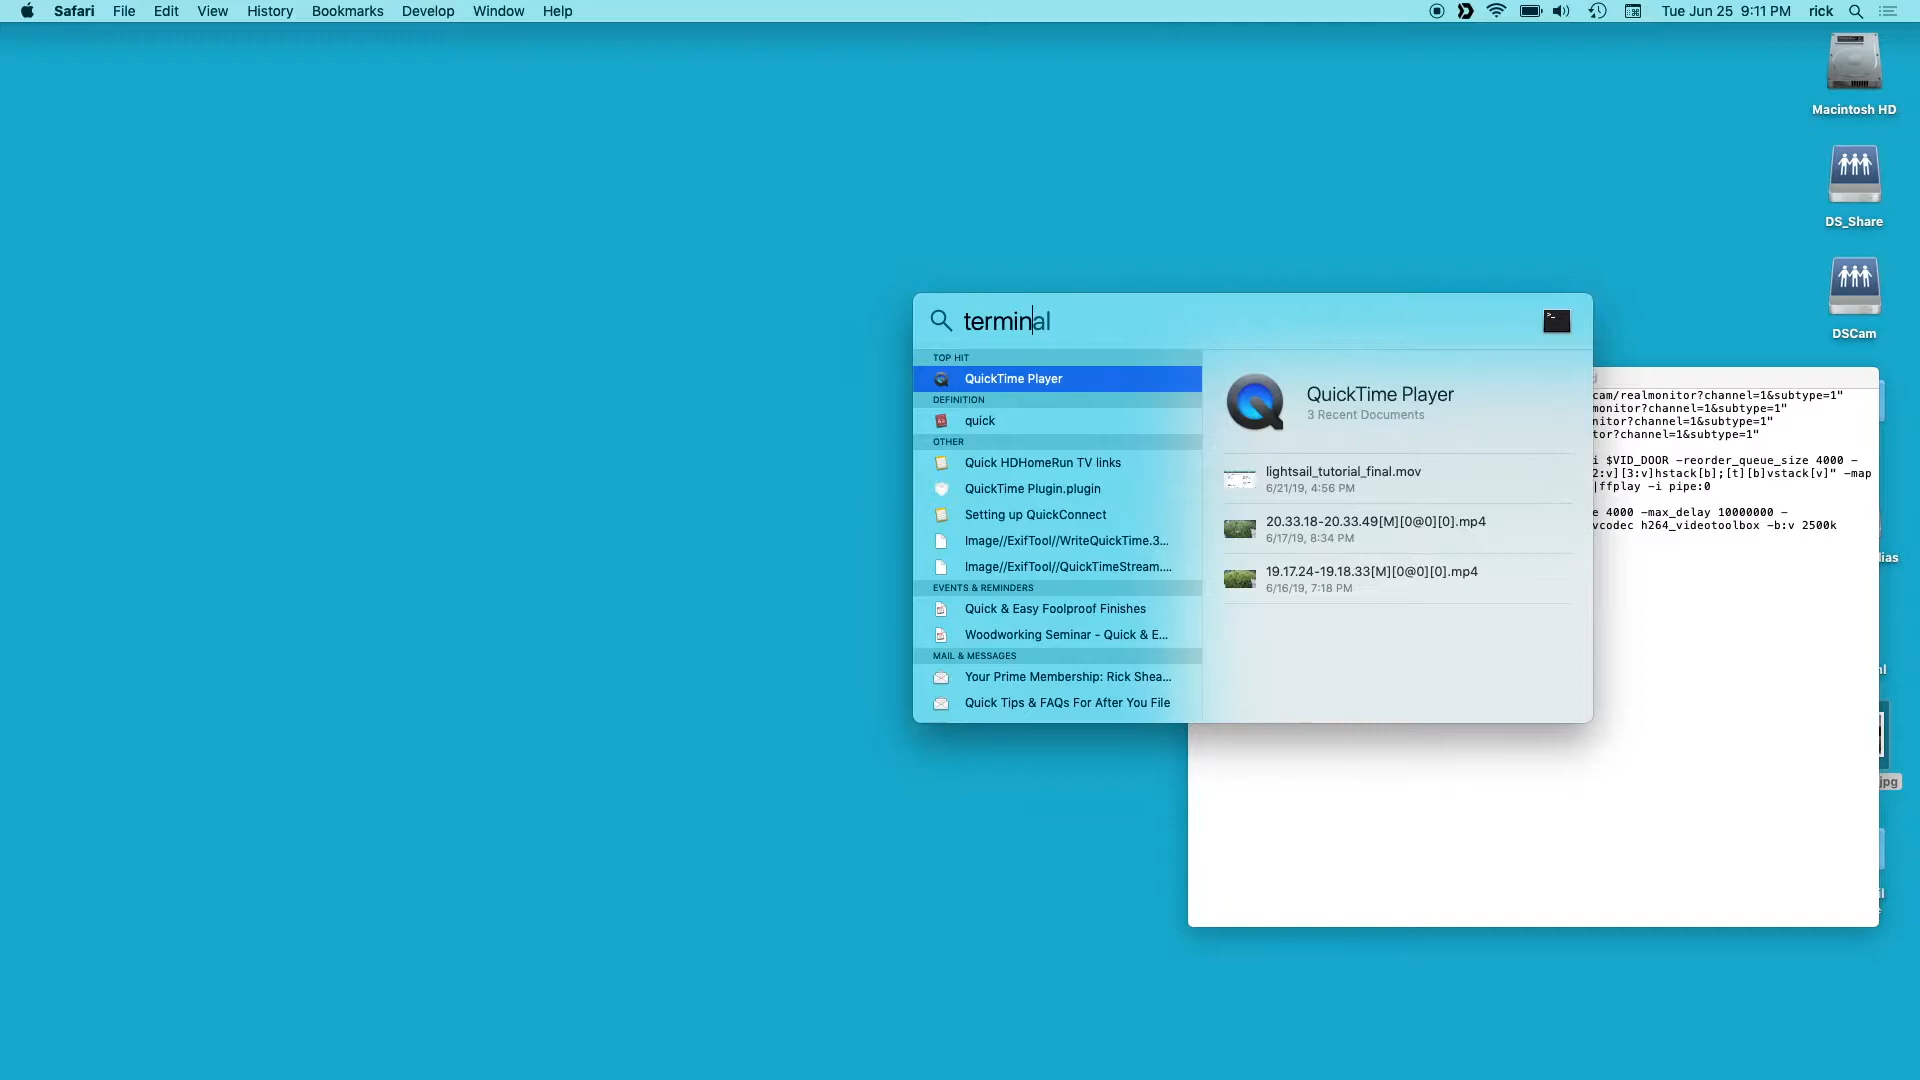 Safari File Edit View History Bookmarks Develop Window Help
Tue Jun 25 9:11 PM rick
Macintosh HD
DS_Share
DSCam
terminal
TOP HIT
QuickTime Player
DEFINITION
quick
OTHER
Quick HDHomeRun TV links
QuickTime Plugin.plugin
Setting up QuickConnect
Image//ExifTool//WriteQuickTime.3...
Image//ExifTool//QuickTimeStream....
EVENTS & REMINDERS
Quick & Easy Foolproof Finishes
Woodworking Seminar - Quick & E...
MAIL & MESSAGES
Your Prime Membership: Rick Shea...
Quick Tips & FAQs For After You File
QuickTime Player
3 Recent Documents
lightsail_tutorial_final.mov
6/21/19, 4:56 PM
20.33.18-20.33.49[M][0@0][0].mp4
6/17/19, 8:34 PM
19.17.24-19.18.33[M][0@0][0].mp4
6/16/19, 7:18 PM
cam/realmonitor?channel=1&subtype=1"
monitor?channel=1&subtype=1"
nitor?channel=1&subtype=1"
tor?channel=1&subtype=1"
i $VID_DOOR -reorder_queue_size 4000 -
2:v][3:v]hstack[b];[t][b]vstack[v]" -map
|ffplay -i pipe:0
e 4000 -max_delay 10000000 -
vcodec h264_videotoolbox -b:v 2500k
ias
jpg